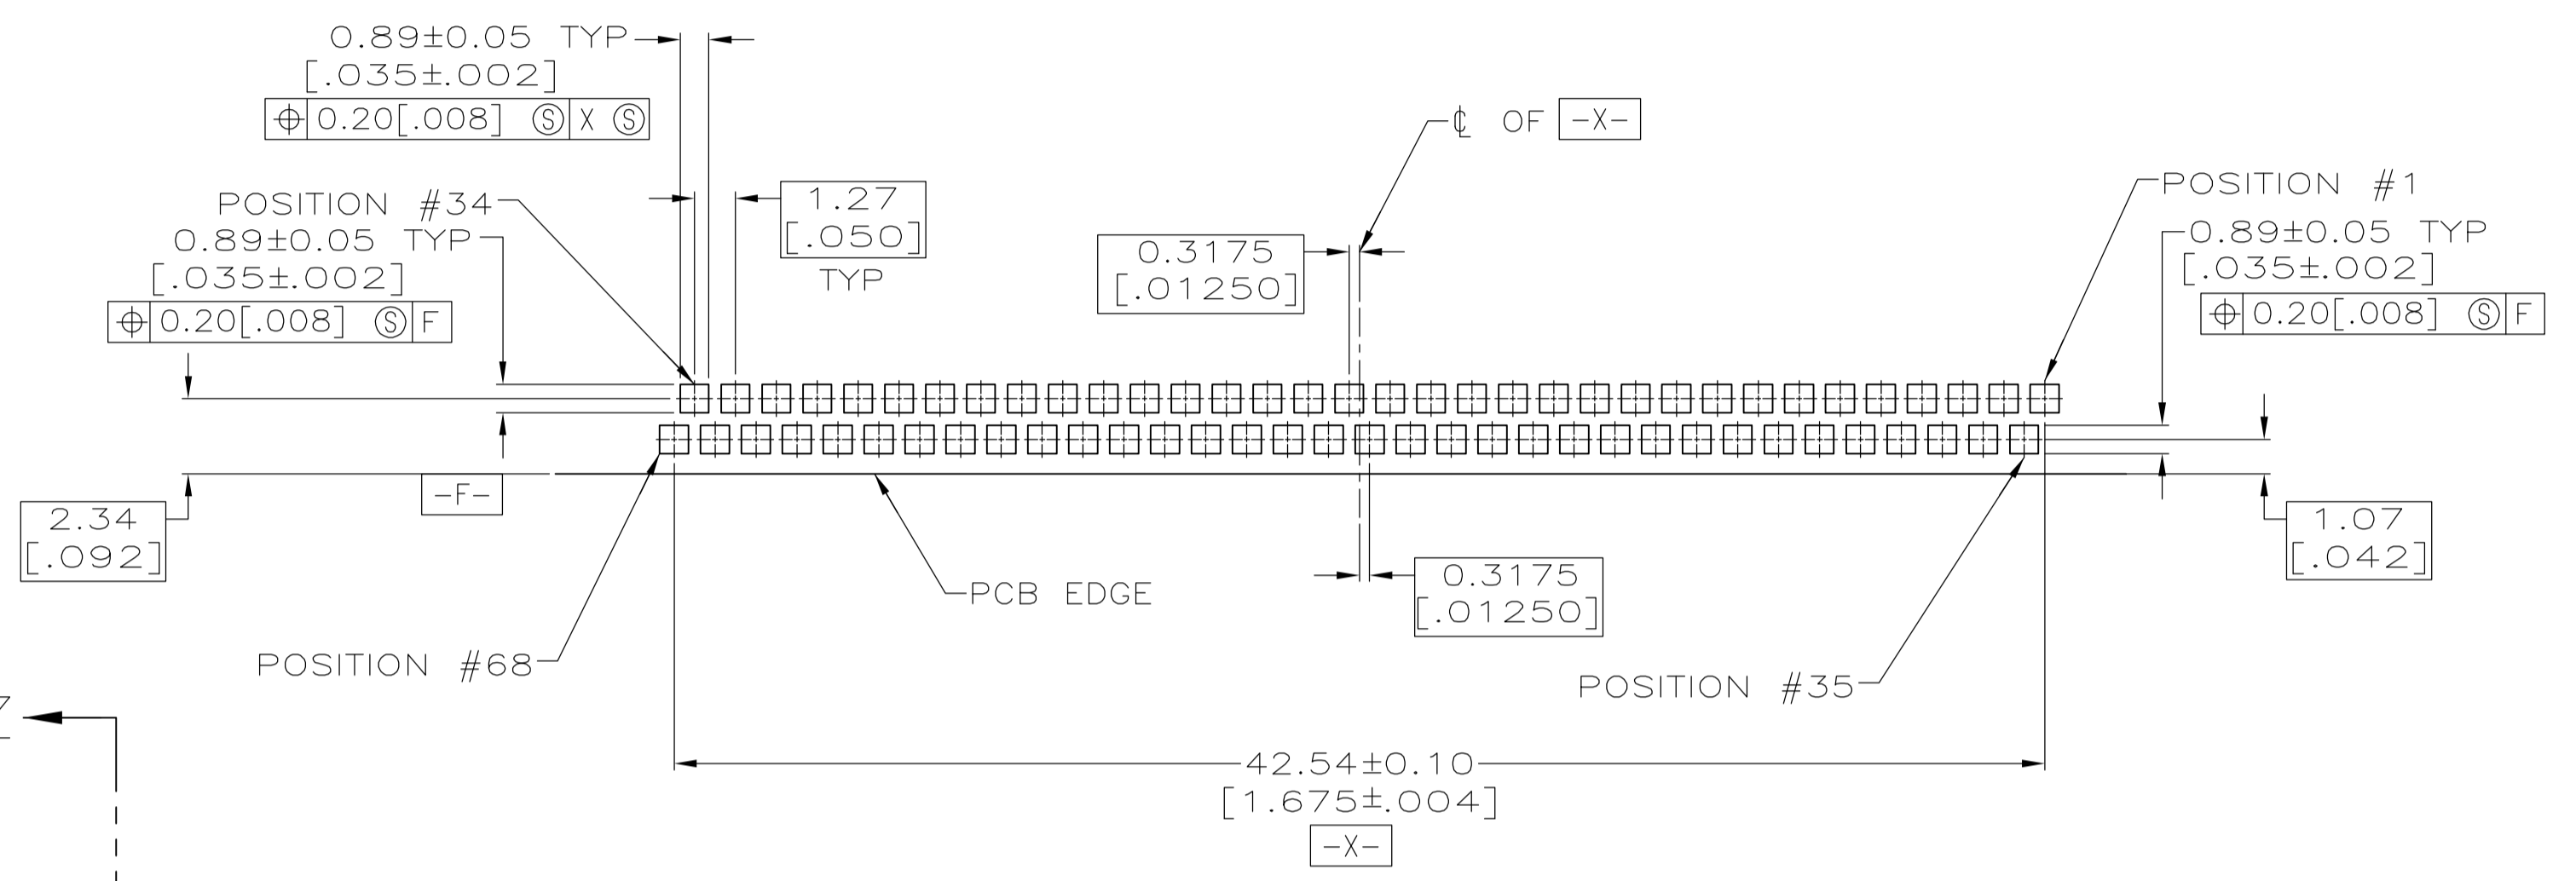 0.89±0.05 TYP
[.035±.002]
⌖ 0.20[.008] Ⓢ X Ⓢ
℄ OF -X-
POSITION #34
1.27
[.050]
TYP
POSITION #1
0.89±0.05 TYP
[.035±.002]
⌖ 0.20[.008] Ⓢ F
0.3175
[.01250]
0.89±0.05 TYP
[.035±.002]
⌖ 0.20[.008] Ⓢ F
-F-
2.34
[.092]
1.07
[.042]
PCB EDGE
0.3175
[.01250]
POSITION #68
POSITION #35
42.54±0.10
[1.675±.004]
-X-